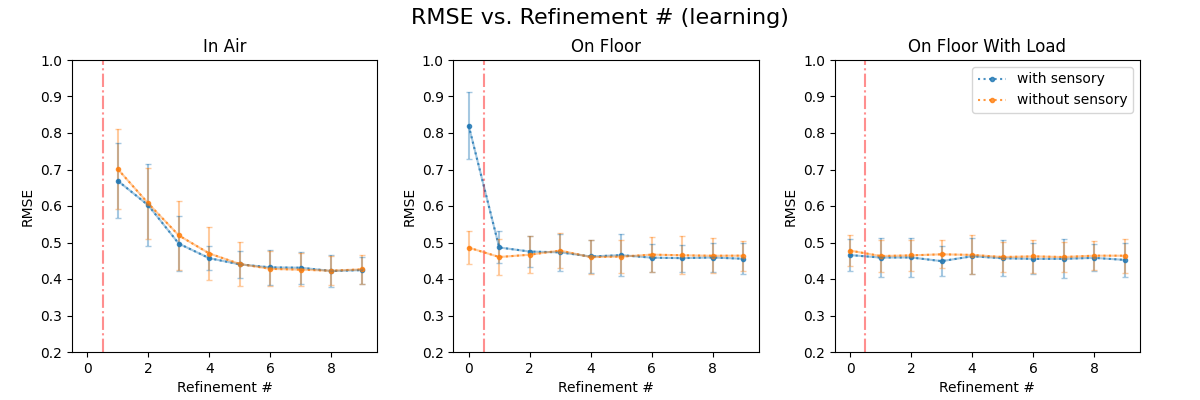 RMSE vs. Refinement # (learning)
In Air
1.0
0.9
0.8
0.7
0.6
0.5
0.4
0.3
0.2
RMSE
0 2 4 6 8
Refinement #
On Floor
1.0
0.9
0.8
0.7
0.6
0.5
0.4
0.3
0.2
RMSE
0 2 4 6 8
Refinement #
On Floor With Load
1.0
0.9
0.8
0.7
0.6
0.5
0.4
0.3
0.2
RMSE
with sensory
without sensory
0 2 4 6 8
Refinement #